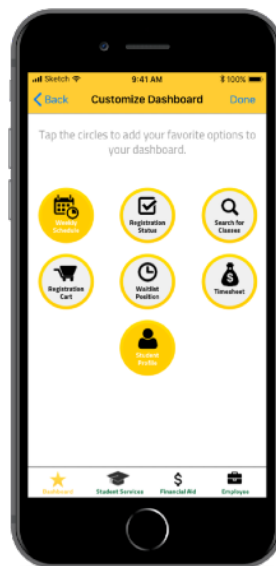 Sketch 9:41 AM 100%
Back Customize Dashboard Done
Tap the circles to add your favorite options to
your dashboard.
Weekly Registration Search for
Schedule Status Classes
Registration Waitlist Timesheet
Cart Position
Student
Profile
Dashboard Student Services Financial Aid Employee